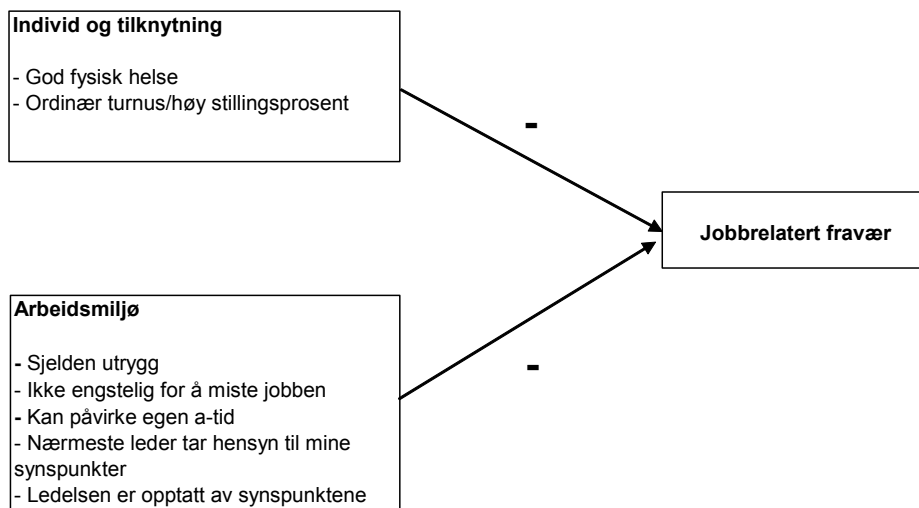 Individ og tilknytning
- God fysisk helse
- Ordinær turnus/høy stillingsprosent
-
Jobbrelatert fravær
Arbeidsmiljø
- Sjelden utrygg
- Ikke engstelig for å miste jobben
- Kan påvirke egen a-tid
- Nærmeste leder tar hensyn til mine
synspunkter
- Ledelsen er opptatt av synspunktene
-